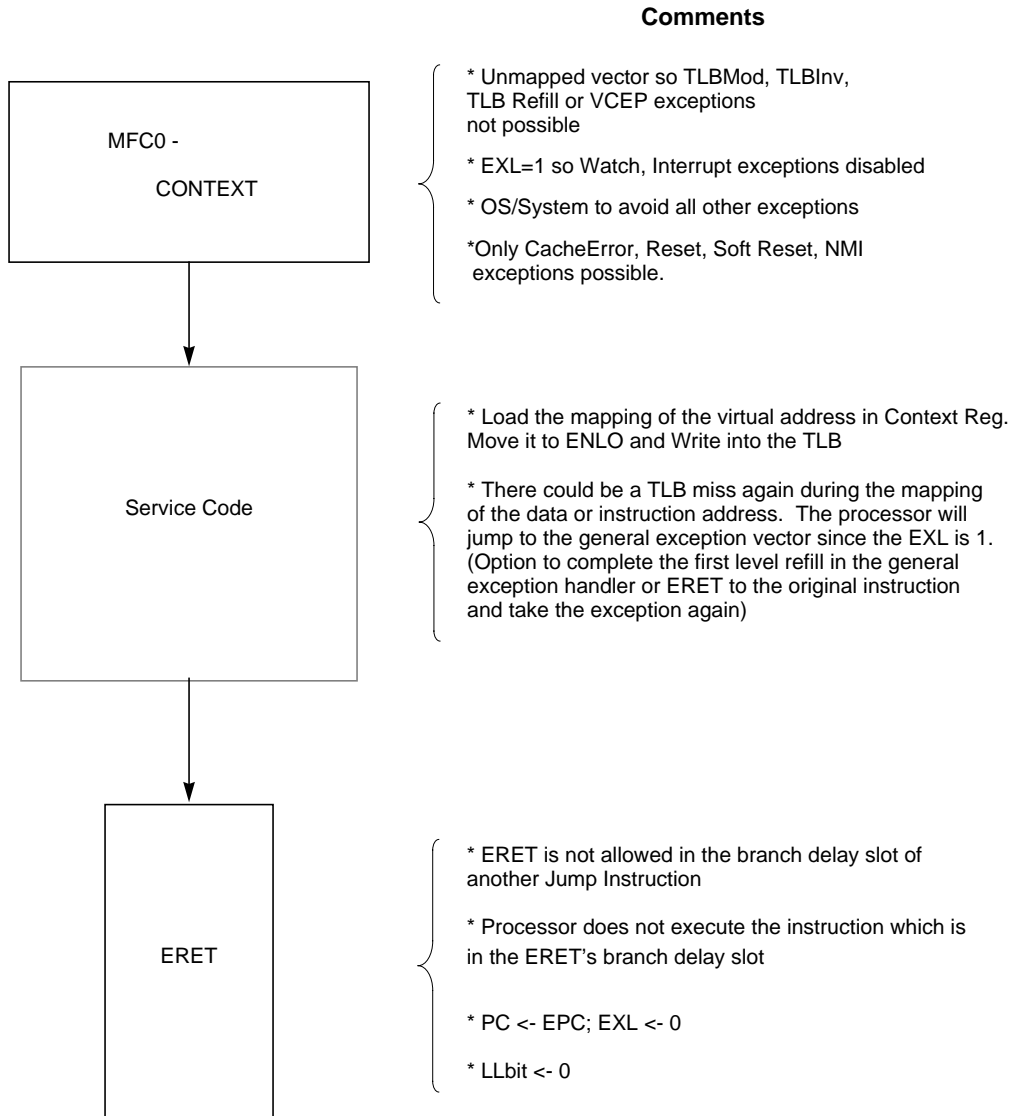 Comments
MFC0 -
CONTEXT
* Unmapped vector so TLBMod, TLBInv,
TLB Refill or VCEP exceptions
not possible
* EXL=1 so Watch, Interrupt exceptions disabled
* OS/System to avoid all other exceptions
*Only CacheError, Reset, Soft Reset, NMI
exceptions possible.
Service Code
* Load the mapping of the virtual address in Context Reg.
Move it to ENLO and Write into the TLB
* There could be a TLB miss again during the mapping
of the data or instruction address.  The processor will
jump to the general exception vector since the EXL is 1.
(Option to complete the first level refill in the general
exception handler or ERET to the original instruction
and take the exception again)
ERET
* ERET is not allowed in the branch delay slot of
another Jump Instruction
* Processor does not execute the instruction which is
in the ERET's branch delay slot
* PC <- EPC; EXL <- 0
* LLbit <- 0